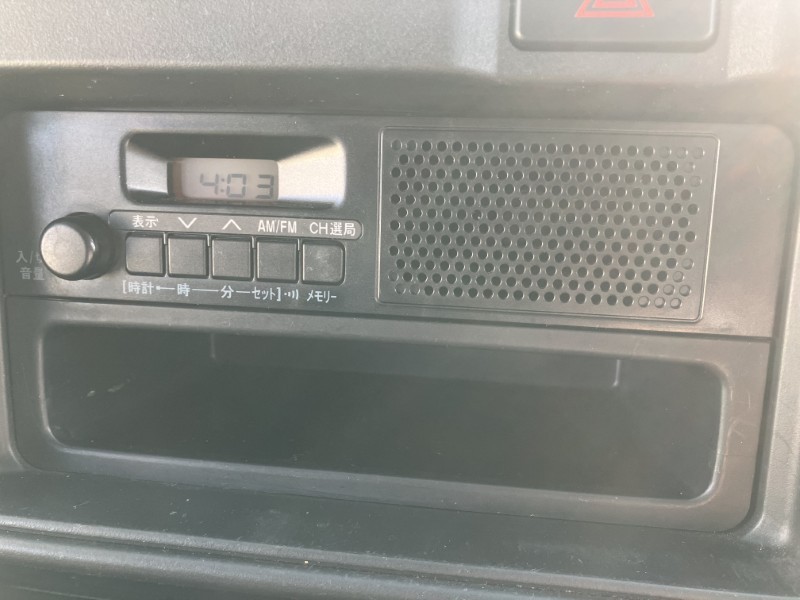 4:03
表示 ∨ ∧ AM/FM CH選局
入/
音量
[時計•─時──分─セット]•))) メモリー